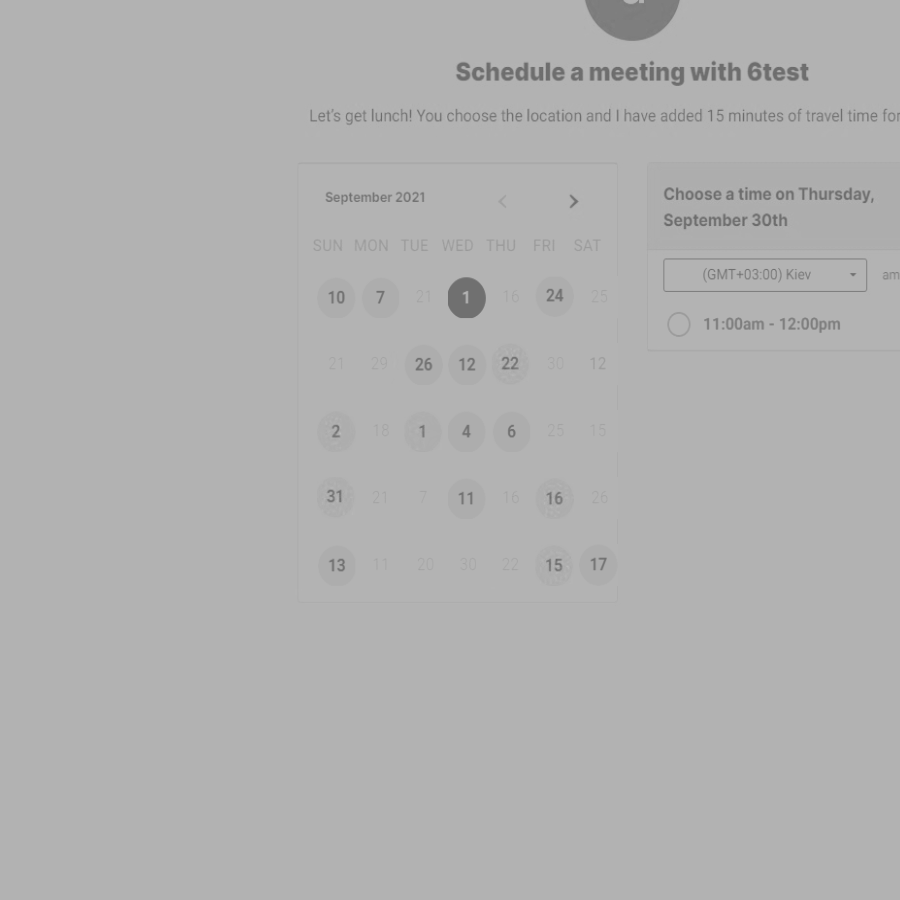 Schedule a meeting with 6test
Let's get lunch! You choose the location and I have added 15 minutes of travel time for
September 2021
SUN MON TUE WED THU FRI SAT
10 7 21 1 16 24 25
21 29 26 12 22 30 12
2 18 1 4 6 25 15
31 21 7 11 16 16 26
13 11 20 30 22 15 17
Choose a time on Thursday,
September 30th
(GMT+03:00) Kiev am
11:00am - 12:00pm